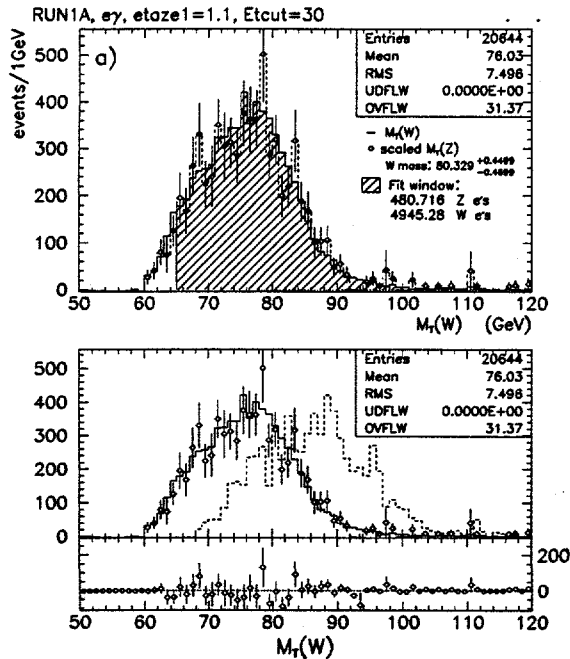 RUN1A, eγ, etaze1=1.1, Etcut=30
events/1GeV
a)
500
400
300
200
100
0
Entries 20644
Mean 76.03
RMS 7.496
UDFLW 0.0000E+00
OVFLW 31.37
— M_T(W)
o scaled M_T(Z)
W mass: 80.329 +0.4499 -0.4699
Fit window:
480.716 Z e's
4945.28 W e's
50 60 70 80 90 100 110 120
M_T(W) (GeV)
500
400
300
200
100
0
Entries 20644
Mean 76.03
RMS 7.496
UDFLW 0.0000E+00
OVFLW 31.37
200
0
50 60 70 80 90 100 110 120
M_T(W)